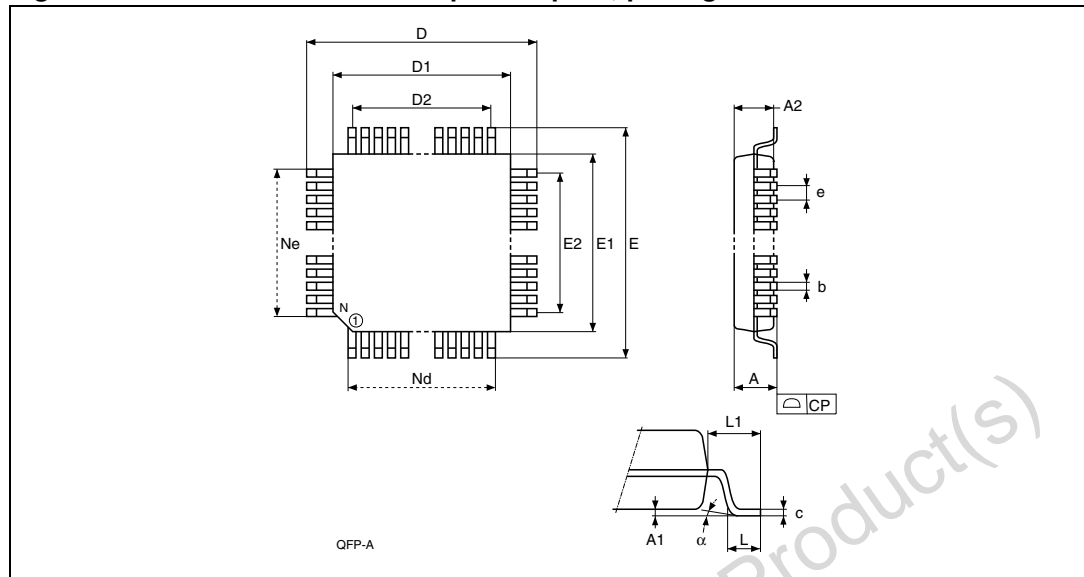 D
D1
D2
A2
e
Ne
E2
E1
E
b
N
1
Nd
A
CP
L1
c
A1
α
L
QFP-A
Product(s)